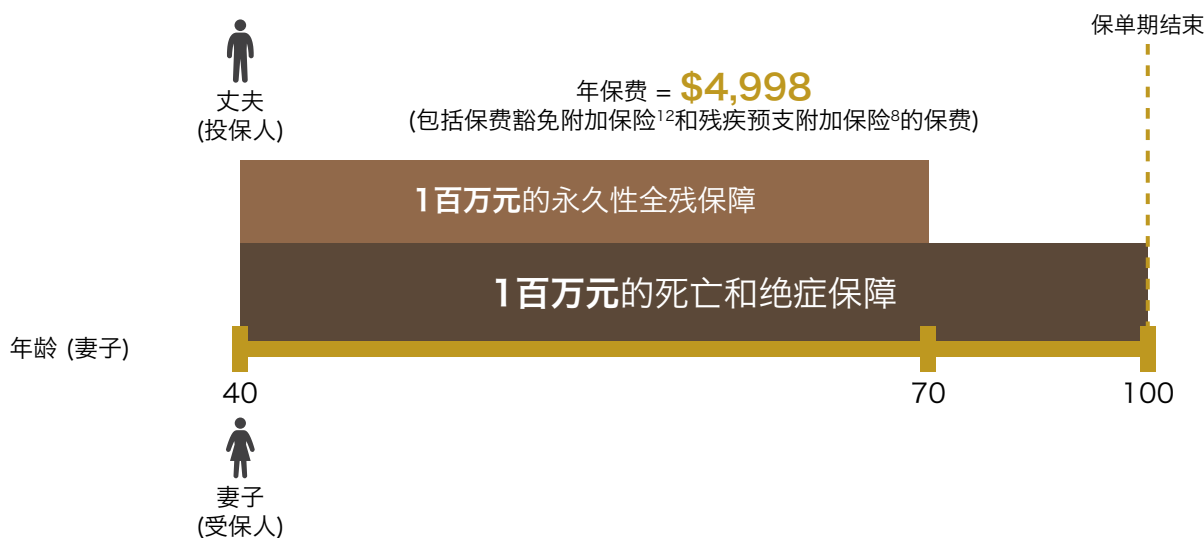 保单期结束
丈夫
(投保人)
年保费 = $4,998
(包括保费豁免附加保险12和残疾预支附加保险8的保费)
1百万元的永久性全残保障
1百万元的死亡和绝症保障
年龄 (妻子)
40
70
100
妻子
(受保人)